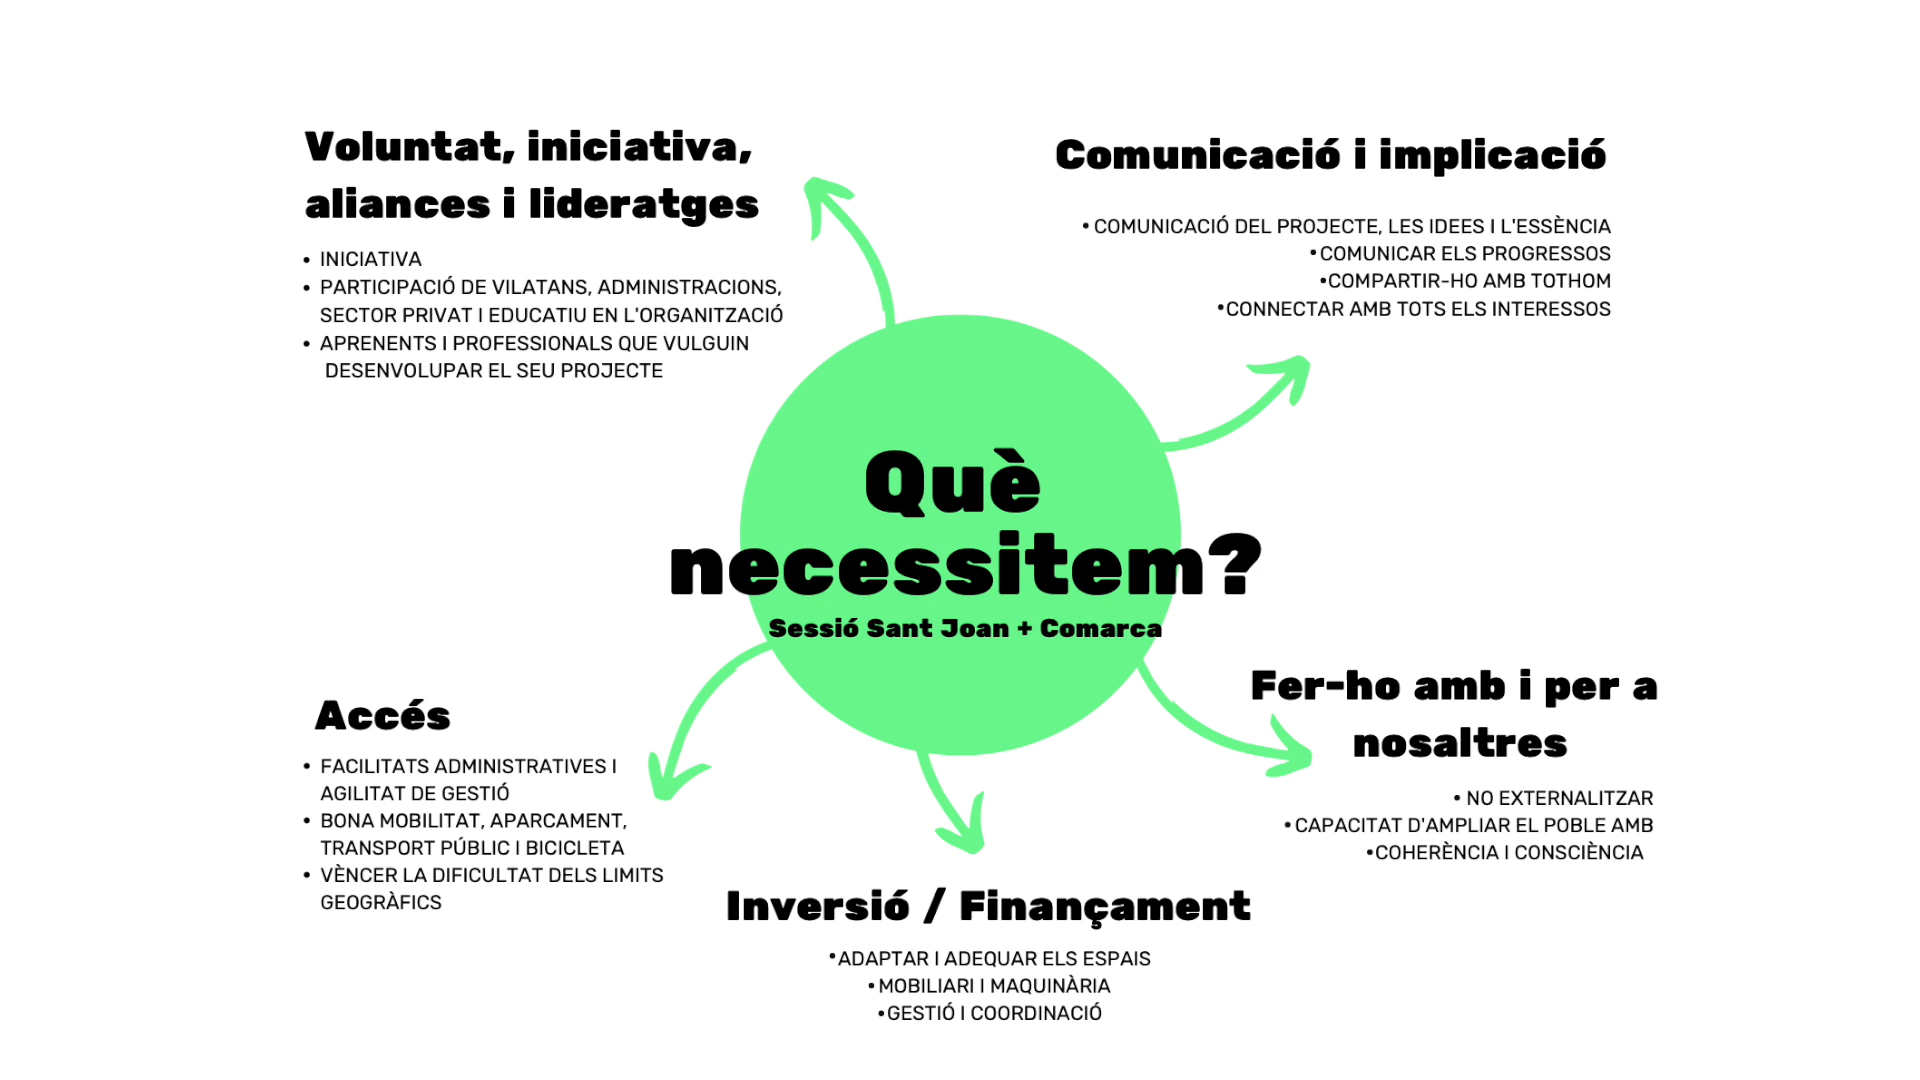 Voluntat, iniciativa,
aliances i lideratges
• INICIATIVA
• PARTICIPACIÓ DE VILATANS, ADMINISTRACIONS,
SECTOR PRIVAT I EDUCATIU EN L'ORGANITZACIÓ
• APRENENTS I PROFESSIONALS QUE VULGUIN
DESENVOLUPAR EL SEU PROJECTE
Comunicació i implicació
• COMUNICACIÓ DEL PROJECTE, LES IDEES I L'ESSÈNCIA
• COMUNICAR ELS PROGRESSOS
• COMPARTIR-HO AMB TOTHOM
• CONNECTAR AMB TOTS ELS INTERESSOS
Què
necessitem?
Sessió Sant Joan + Comarca
Accés
• FACILITATS ADMINISTRATIVES I
AGILITAT DE GESTIÓ
• BONA MOBILITAT, APARCAMENT,
TRANSPORT PÚBLIC I BICICLETA
• VÈNCER LA DIFICULTAT DELS LIMITS
GEOGRÀFICS
Fer-ho amb i per a
nosaltres
• NO EXTERNALITZAR
• CAPACITAT D'AMPLIAR EL POBLE AMB
• COHERÈNCIA I CONSCIÈNCIA
Inversió / Finançament
• ADAPTAR I ADEQUAR ELS ESPAIS
• MOBILIARI I MAQUINÀRIA
• GESTIÓ I COORDINACIÓ